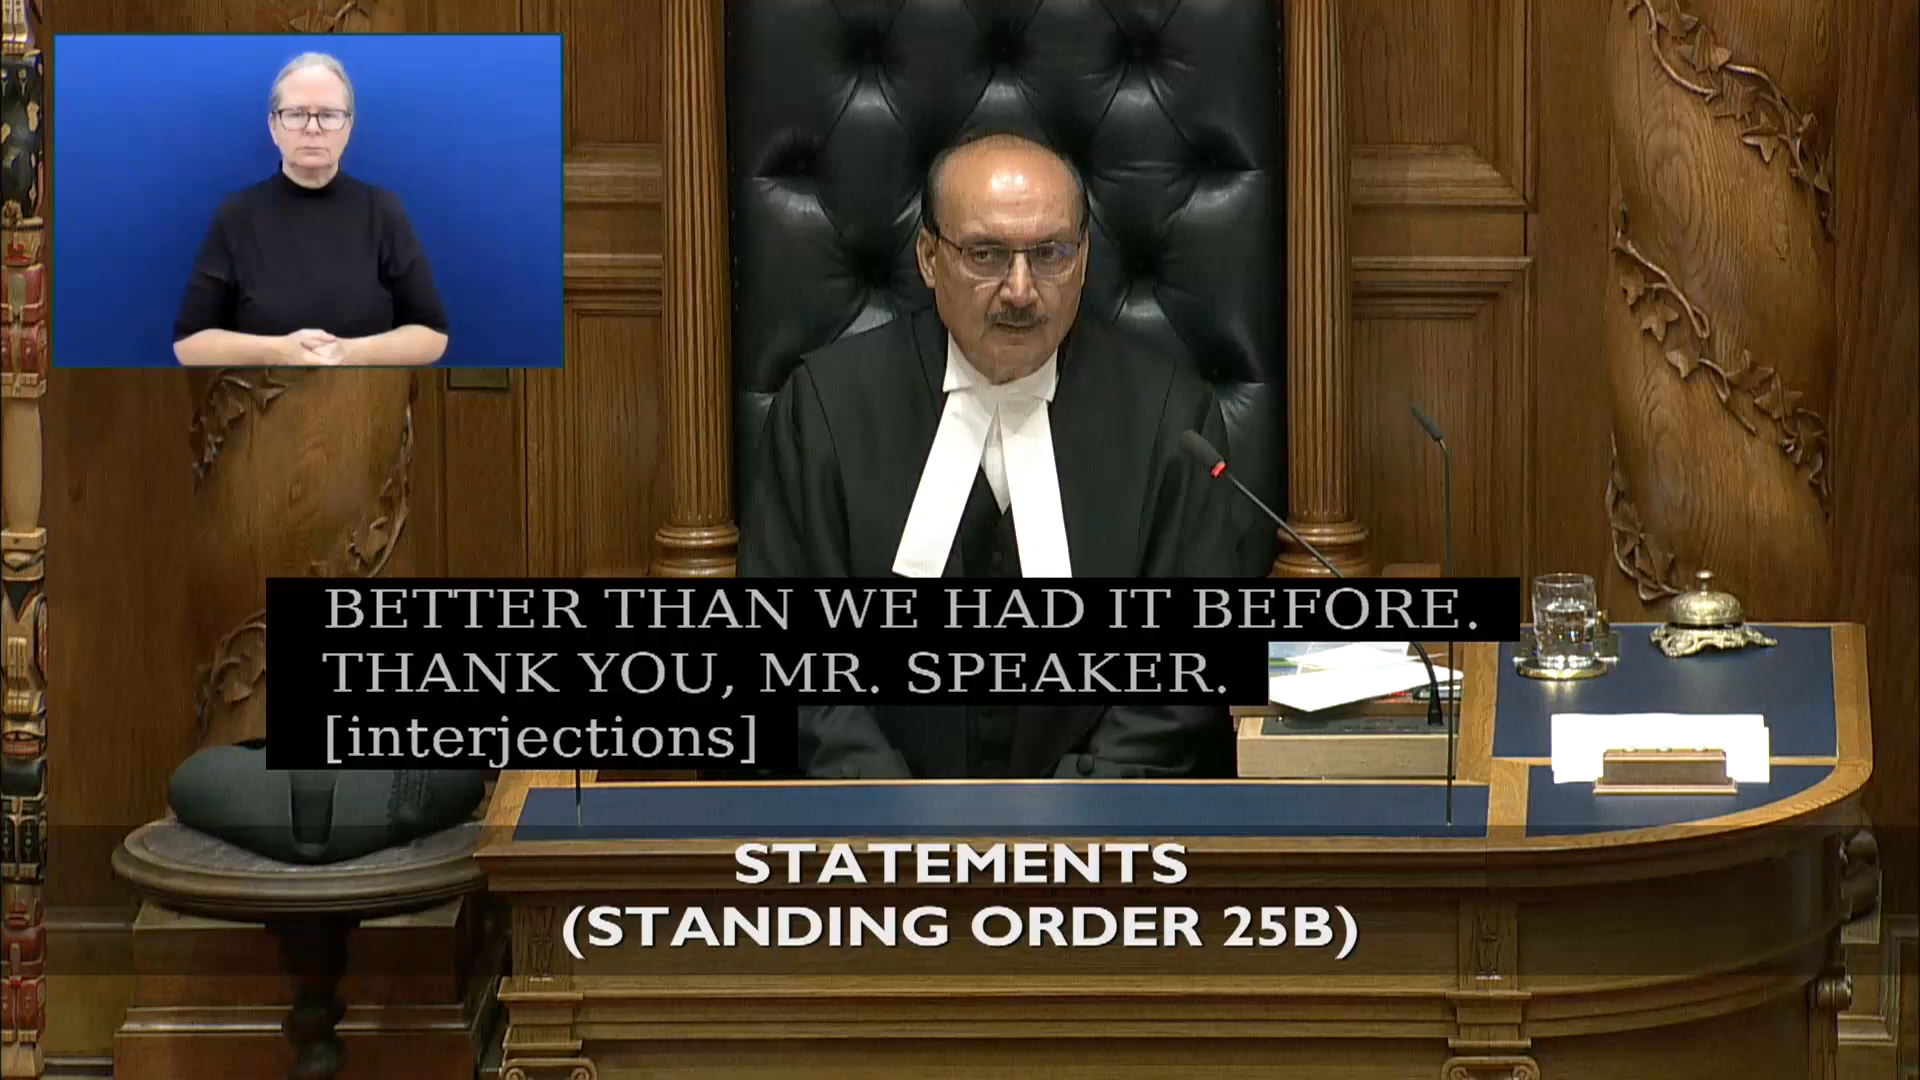 BETTER THAN WE HAD IT BEFORE.
THANK YOU, MR. SPEAKER.
[interjections]
STATEMENTS
(STANDING ORDER 25B)